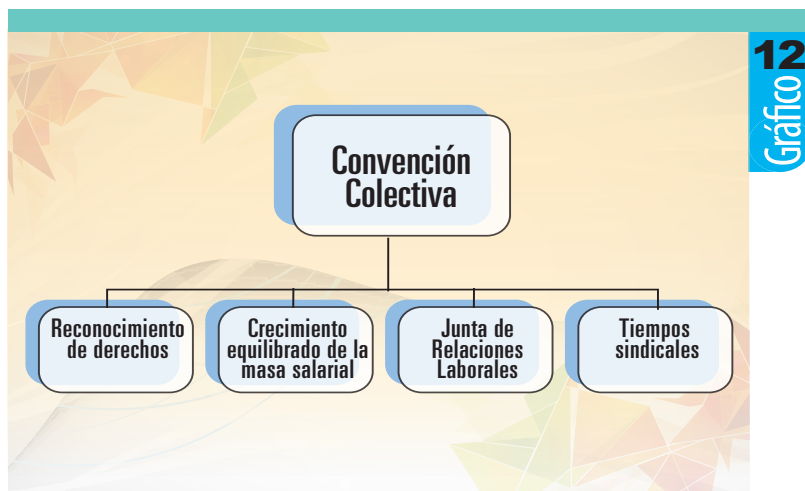 12
Gráfico
Convención
Colectiva
Reconocimiento
de derechos
Crecimiento
equilibrado de la
masa salarial
Junta de
Relaciones
Laborales
Tiempos
sindicales